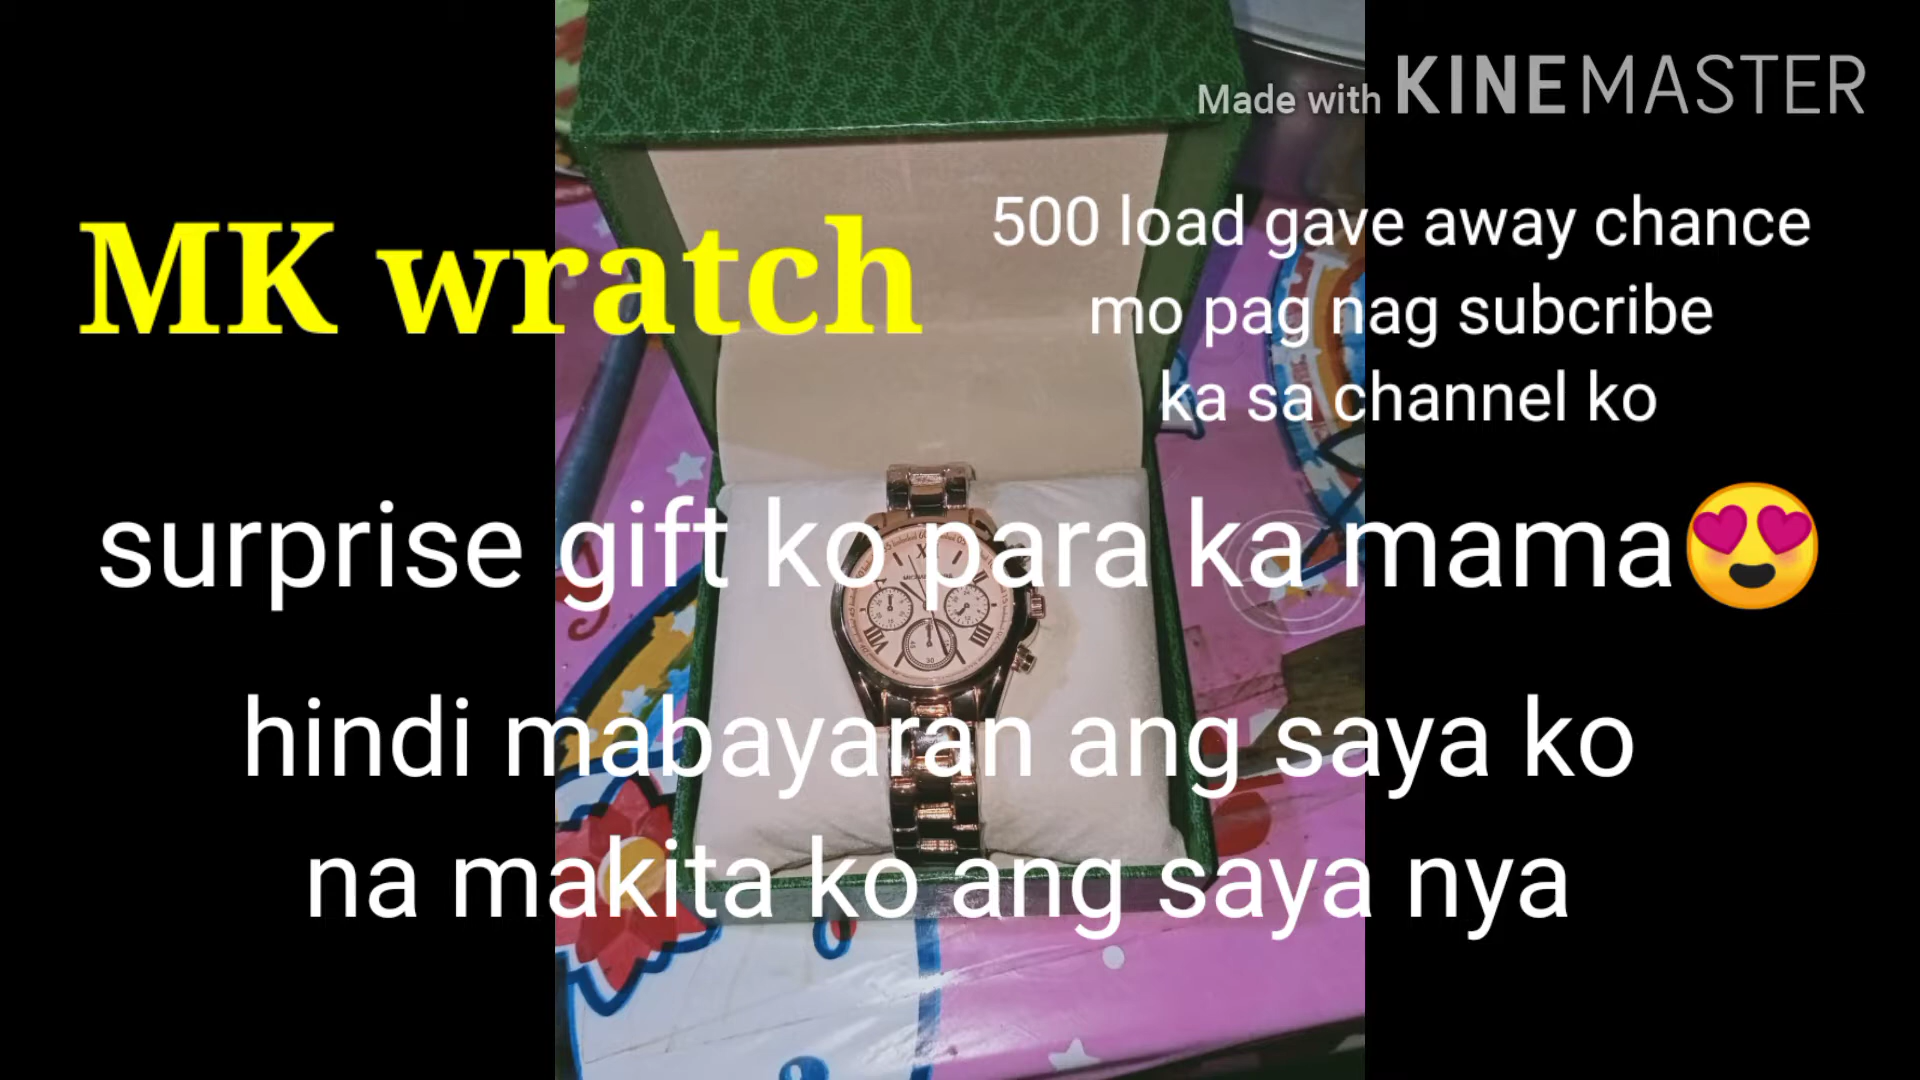 Made with KINEMASTER
MK wratch
500 load gave away chance
mo pag nag subcribe
ka sa channel ko
surprise gift ko para ka mama😍
hindi mabayaran ang saya ko
na makita ko ang saya nya